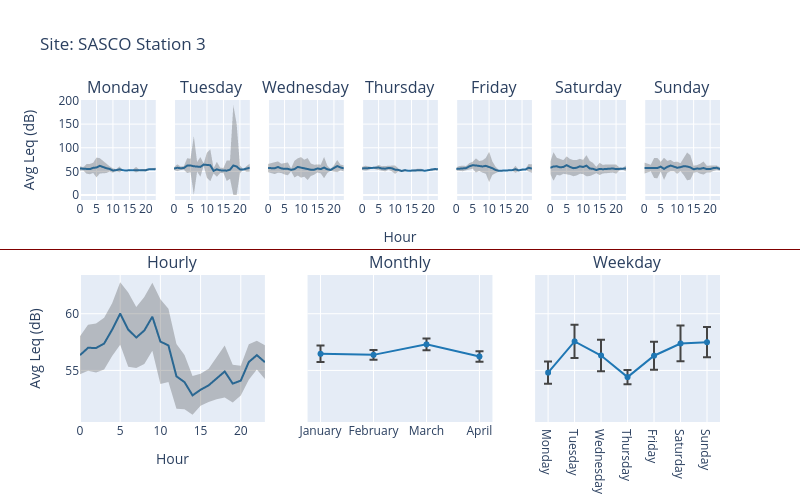 Site: SASCO Station 3
Monday Tuesday Wednesday Thursday Friday Saturday Sunday
Avg Leq (dB)
200
150
100
50
0
0 5 10 15 20 0 5 10 15 20 0 5 10 15 20 0 5 10 15 20 0 5 10 15 20 0 5 10 15 20 0 5 10 15 20
Hour
Hourly Monthly Weekday
Avg Leq (dB)
60
55
0 5 10 15 20
Hour
January February March April
Monday
Tuesday
Wednesday
Thursday
Friday
Saturday
Sunday